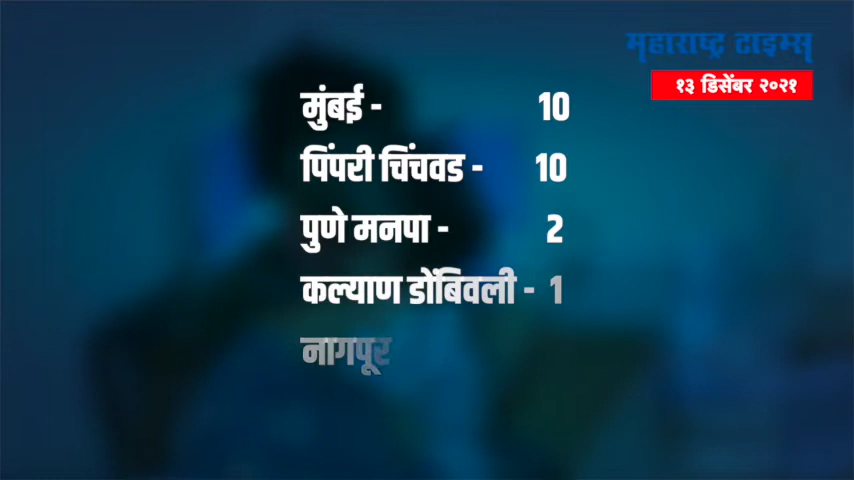 महाराष्ट्र टाइम्स
१३ डिसेंबर २०२१
मुंबई - 10
पिंपरी चिंचवड - 10
पुणे मनपा - 2
कल्याण डोंबिवली - 1
नागपूर